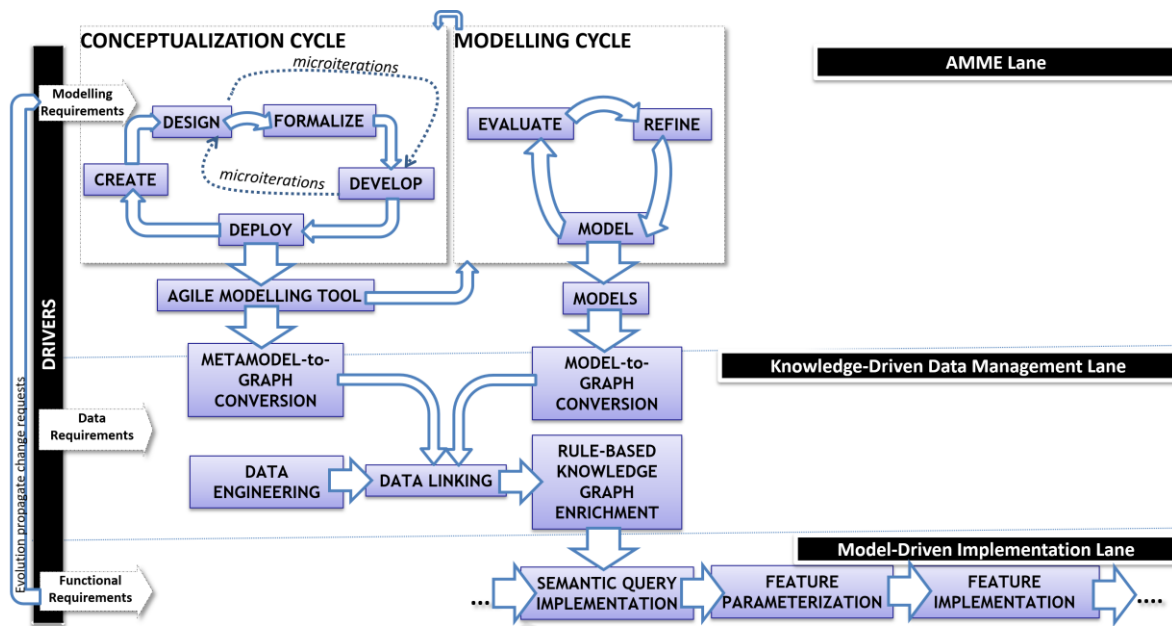 CONCEPTUALIZATION CYCLE
MODELLING CYCLE
AMME Lane
microiterations
Modelling
Requirements
DESIGN
FORMALIZE
EVALUATE
REFINE
microiterations
CREATE
DEVELOP
DEPLOY
MODEL
AGILE MODELLING TOOL
MODELS
DRIVERS
Evolution propagate change requests
Knowledge-Driven Data Management Lane
METAMODEL-to-
GRAPH
CONVERSION
MODEL-to-
GRAPH
CONVERSION
Data
Requirements
DATA
ENGINEERING
DATA LINKING
RULE-BASED
KNOWLEDGE
GRAPH
ENRICHMENT
Model-Driven Implementation Lane
Functional
Requirements
...
SEMANTIC QUERY
IMPLEMENTATION
FEATURE
PARAMETERIZATION
FEATURE
IMPLEMENTATION
....